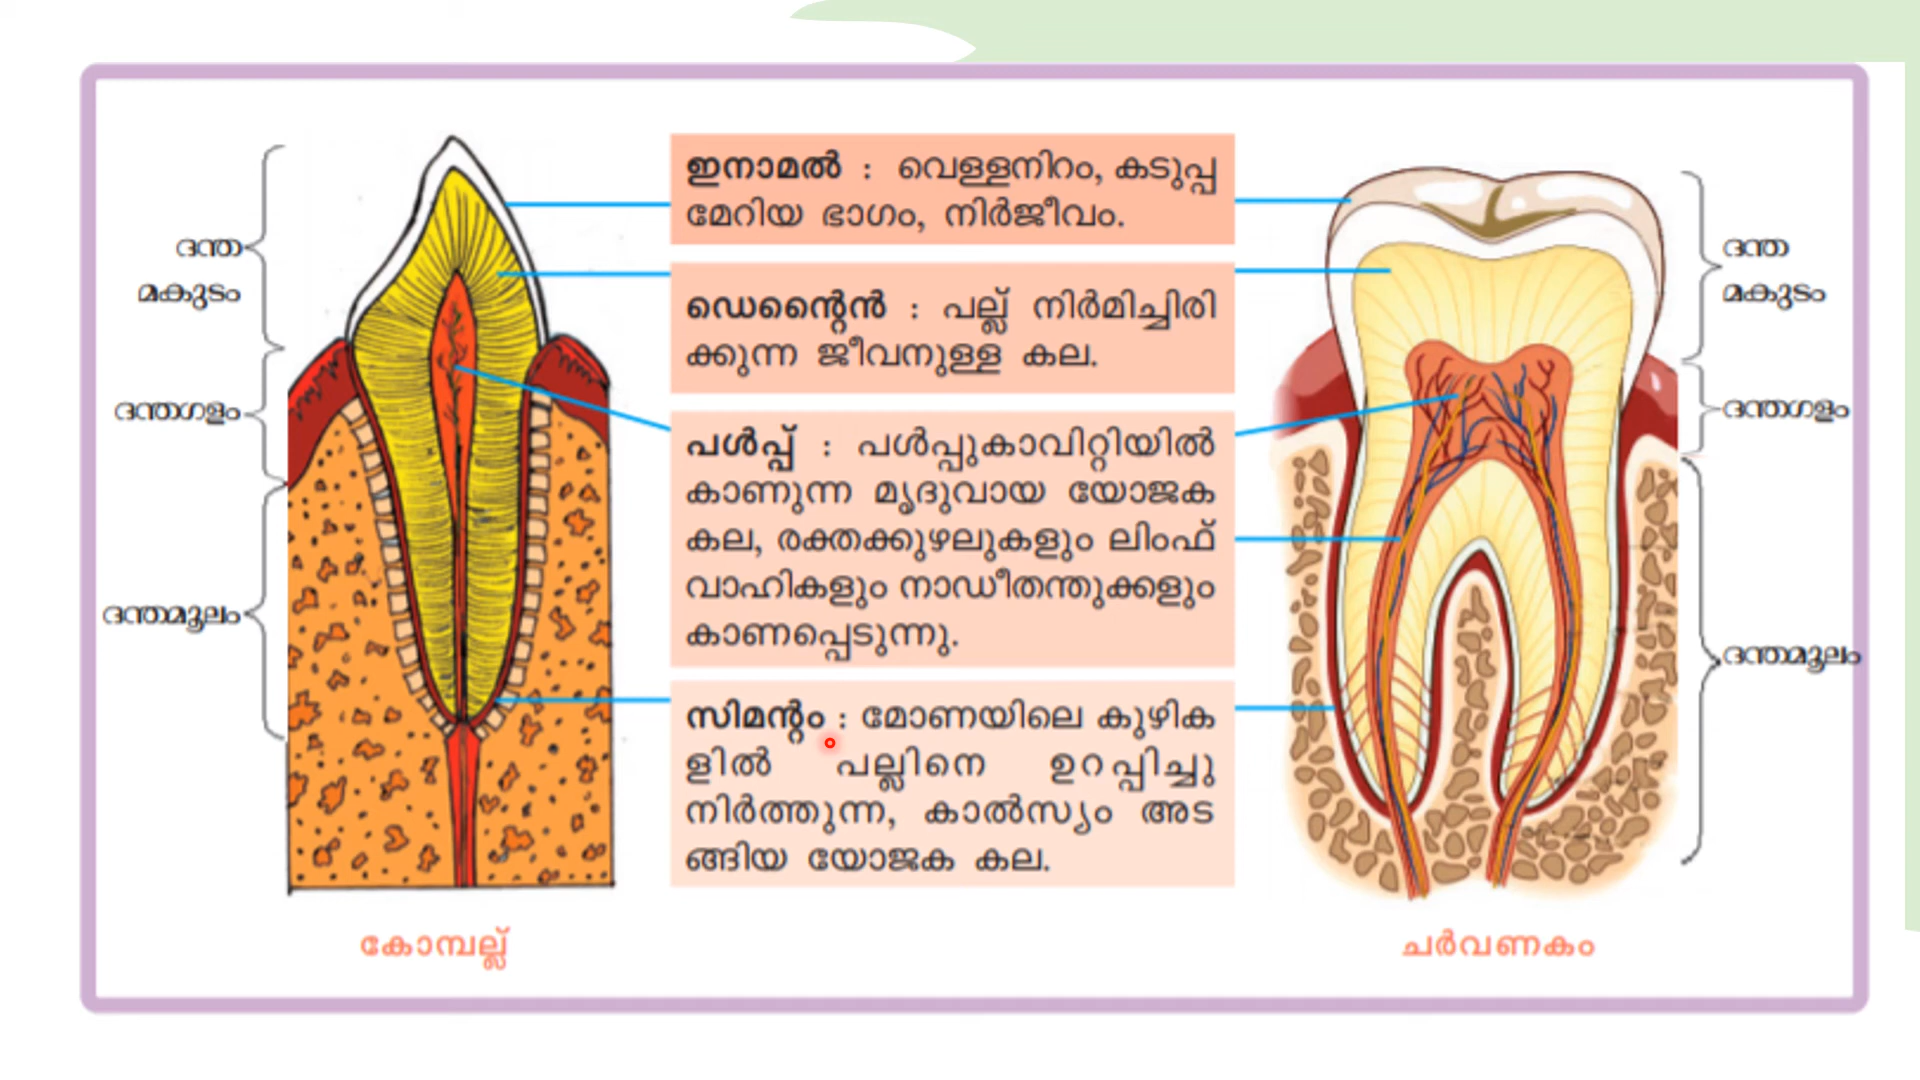 ദന്ത
മകുടം
ദന്തഗളം
ദന്തമൂലം
കോമ്പല്ല്
ഇനാമൽ : വെള്ളനിറം, കടുപ്പ
മേറിയ ഭാഗം, നിർജീവം.
ഡെന്റൈൻ : പല്ല് നിർമിച്ചിരി
ക്കുന്ന ജീവനുള്ള കല.
പൾപ്പ് : പൾപ്പുകാവിറ്റിയിൽ
കാണുന്ന മൃദുവായ യോജക
കല, രക്തക്കുഴലുകളും ലിംഫ്
വാഹികളും നാഡീതന്തുക്കളും
കാണപ്പെടുന്നു.
സിമന്റം : മോണയിലെ കുഴിക
ളിൽ പല്ലിനെ ഉറപ്പിച്ചു
നിർത്തുന്ന, കാൽസ്യം അട
ങ്ങിയ യോജക കല.
ദന്ത
മകുടം
ദന്തഗളം
ദന്തമൂലം
ചർവണകം